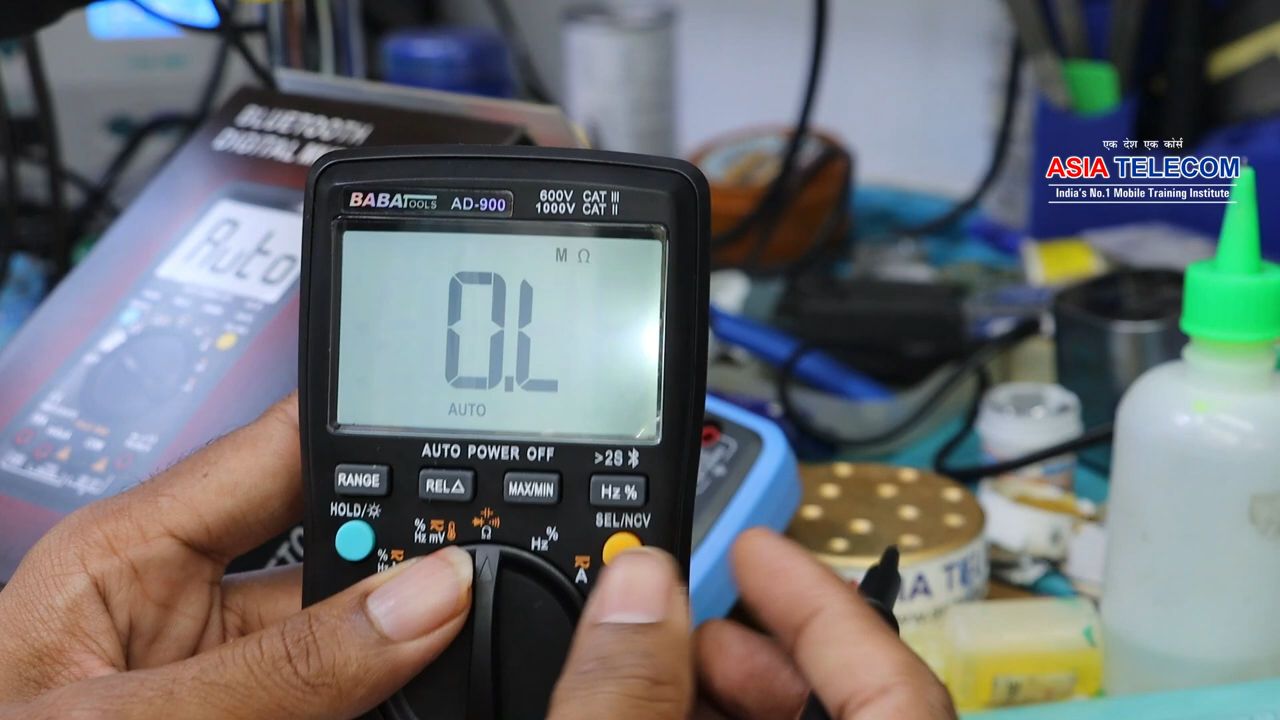 एक देश एक कोर्स
ASIA TELECOM
India's No.1 Mobile Training Institute
BLUETOOTH
Auto
BABATOOLS AD-900
600V CAT III
1000V CAT II
M Ω
0.L
AUTO
AUTO POWER OFF
>2S
RANGE
REL△
MAX/MIN
Hz %
HOLD/
SEL/NCV
%
Hz mV
Ω
Hz%
A
%
IA TEL